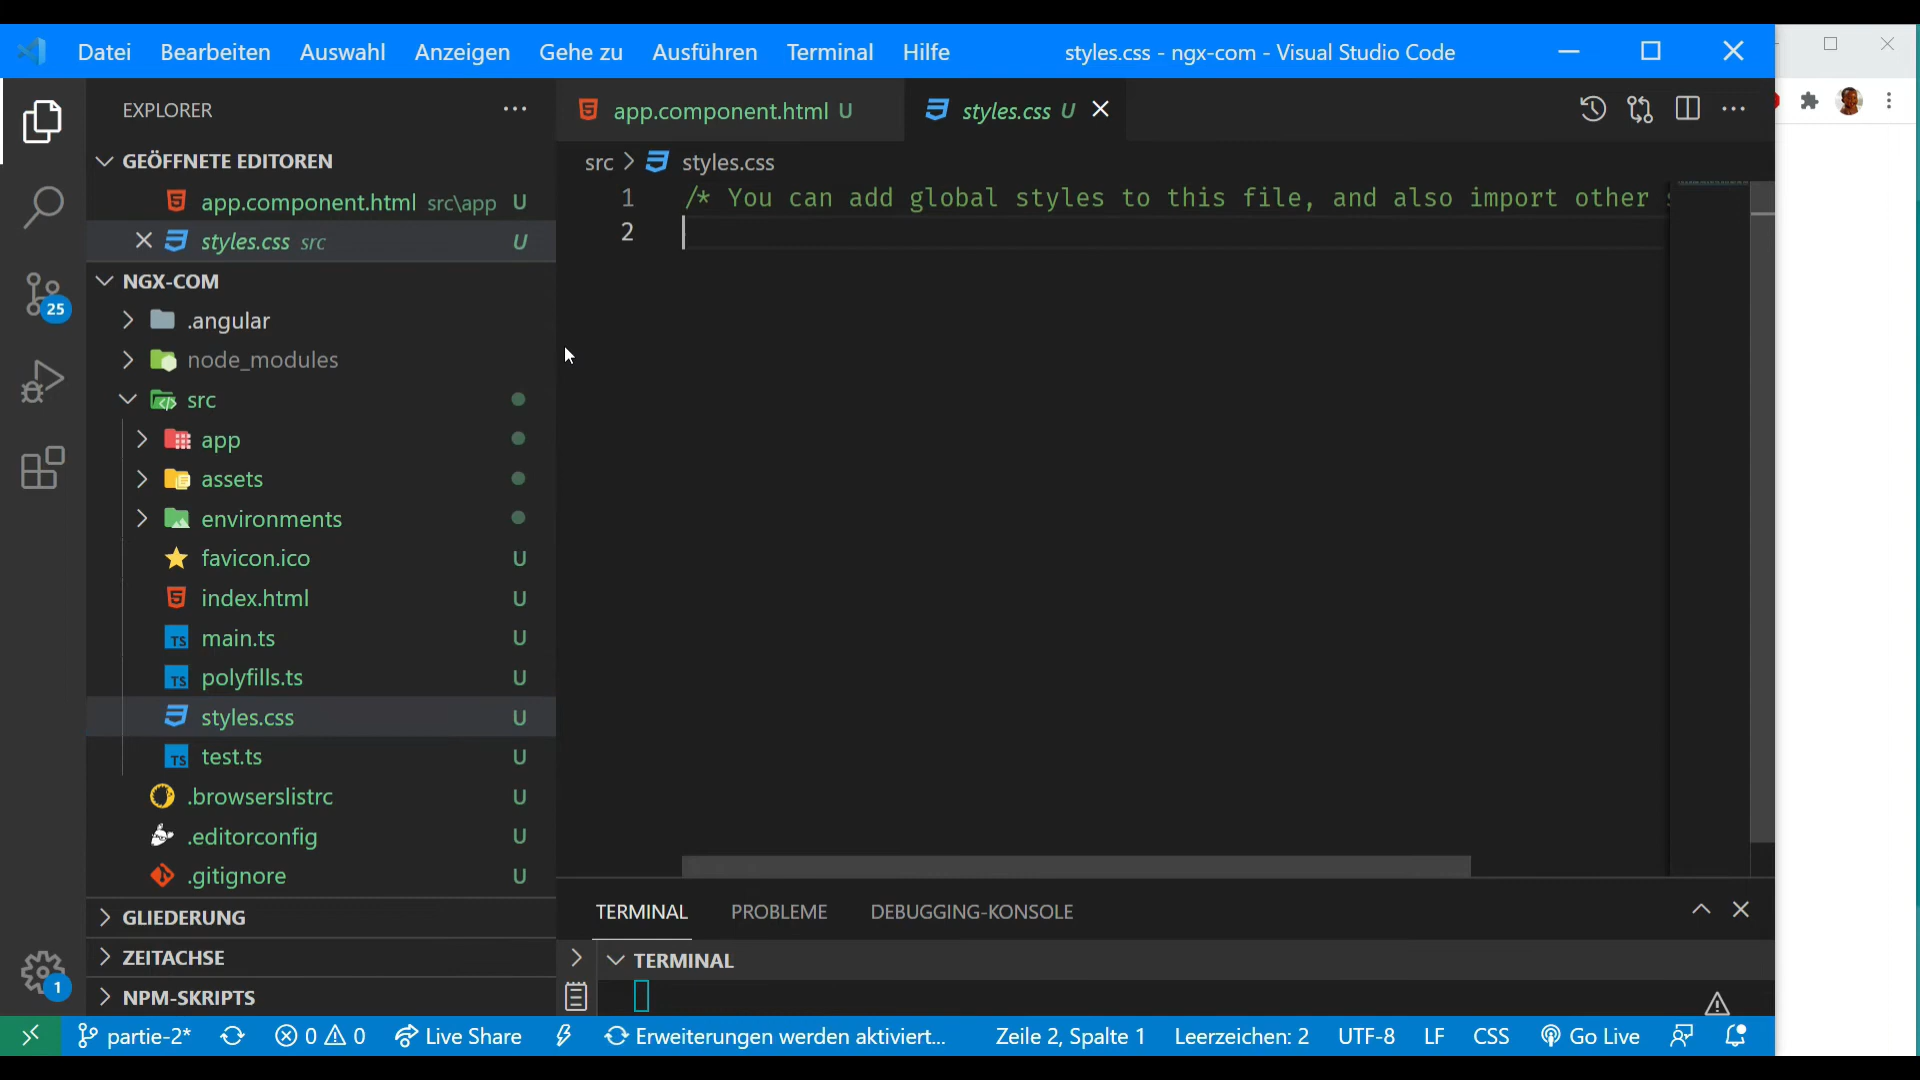 Datei Bearbeiten Auswahl Anzeigen Gehe zu Ausführen Terminal Hilfe styles.css - ngx-com - Visual Studio Code
EXPLORER
GEÖFFNETE EDITOREN
app.component.html src\app U
styles.css src U
NGX-COM
.angular
node_modules
src
app
assets
environments
favicon.ico U
index.html U
main.ts U
polyfills.ts U
styles.css U
test.ts U
.browserslistrc U
.editorconfig U
.gitignore U
GLIEDERUNG
ZEITACHSE
NPM-SKRIPTS
25
1
app.component.html U
styles.css U
src > styles.css
1 /* You can add global styles to this file, and also import other
2
TERMINAL PROBLEME DEBUGGING-KONSOLE
TERMINAL
partie-2* 0 0 Live Share Erweiterungen werden aktiviert... Zeile 2, Spalte 1 Leerzeichen: 2 UTF-8 LF CSS Go Live